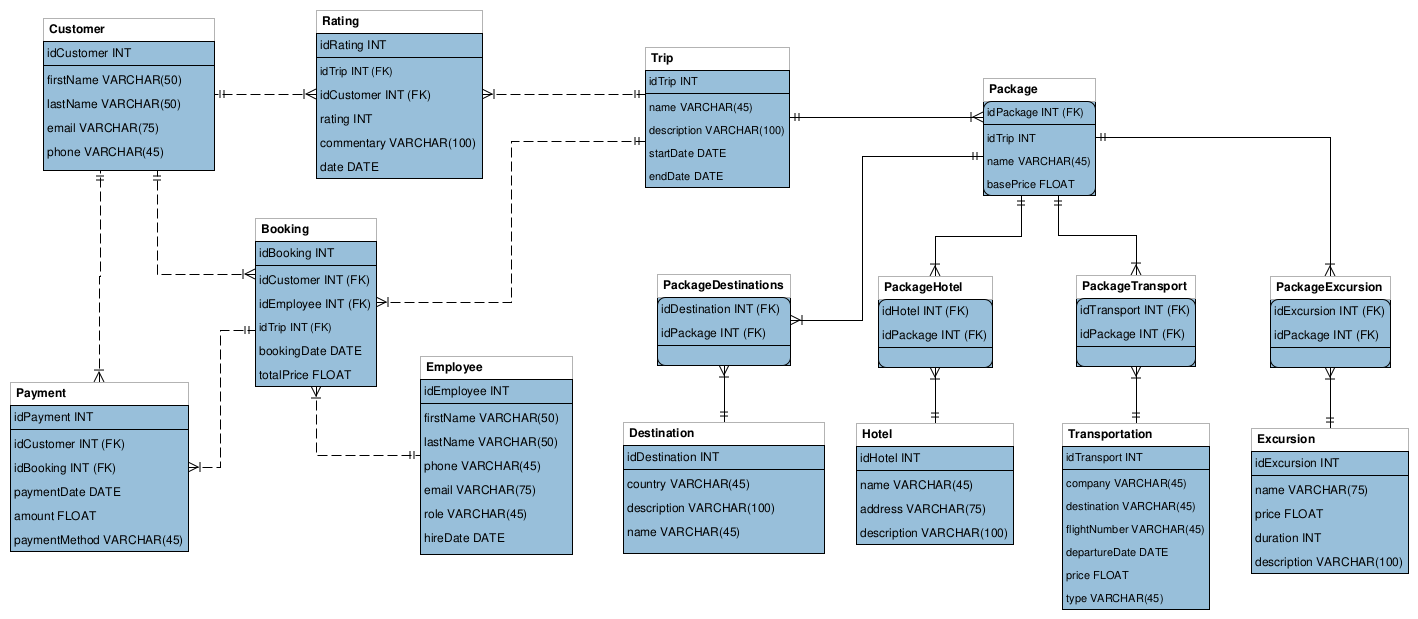 Customer
idCustomer INT
firstName VARCHAR(50)
lastName VARCHAR(50)
email VARCHAR(75)
phone VARCHAR(45)
Rating
idRating INT
idTrip INT (FK)
idCustomer INT (FK)
rating INT
commentary VARCHAR(100)
date DATE
Trip
idTrip INT
name VARCHAR(45)
description VARCHAR(100)
startDate DATE
endDate DATE
Package
idPackage INT (FK)
idTrip INT
name VARCHAR(45)
basePrice FLOAT
Booking
idBooking INT
idCustomer INT (FK)
idEmployee INT (FK)
idTrip INT (FK)
bookingDate DATE
totalPrice FLOAT
PackageDestinations
idDestination INT (FK)
idPackage INT (FK)
PackageHotel
idHotel INT (FK)
idPackage INT (FK)
PackageTransport
idTransport INT (FK)
idPackage INT (FK)
PackageExcursion
idExcursion INT (FK)
idPackage INT (FK)
Payment
idPayment INT
idCustomer INT (FK)
idBooking INT (FK)
paymentDate DATE
amount FLOAT
paymentMethod VARCHAR(45)
Employee
idEmployee INT
firstName VARCHAR(50)
lastName VARCHAR(50)
phone VARCHAR(45)
email VARCHAR(75)
role VARCHAR(45)
hireDate DATE
Destination
idDestination INT
country VARCHAR(45)
description VARCHAR(100)
name VARCHAR(45)
Hotel
idHotel INT
name VARCHAR(45)
address VARCHAR(75)
description VARCHAR(100)
Transportation
idTransport INT
company VARCHAR(45)
destination VARCHAR(45)
flightNumber VARCHAR(45)
departureDate DATE
price FLOAT
type VARCHAR(45)
Excursion
idExcursion INT
name VARCHAR(75)
price FLOAT
duration INT
description VARCHAR(100)